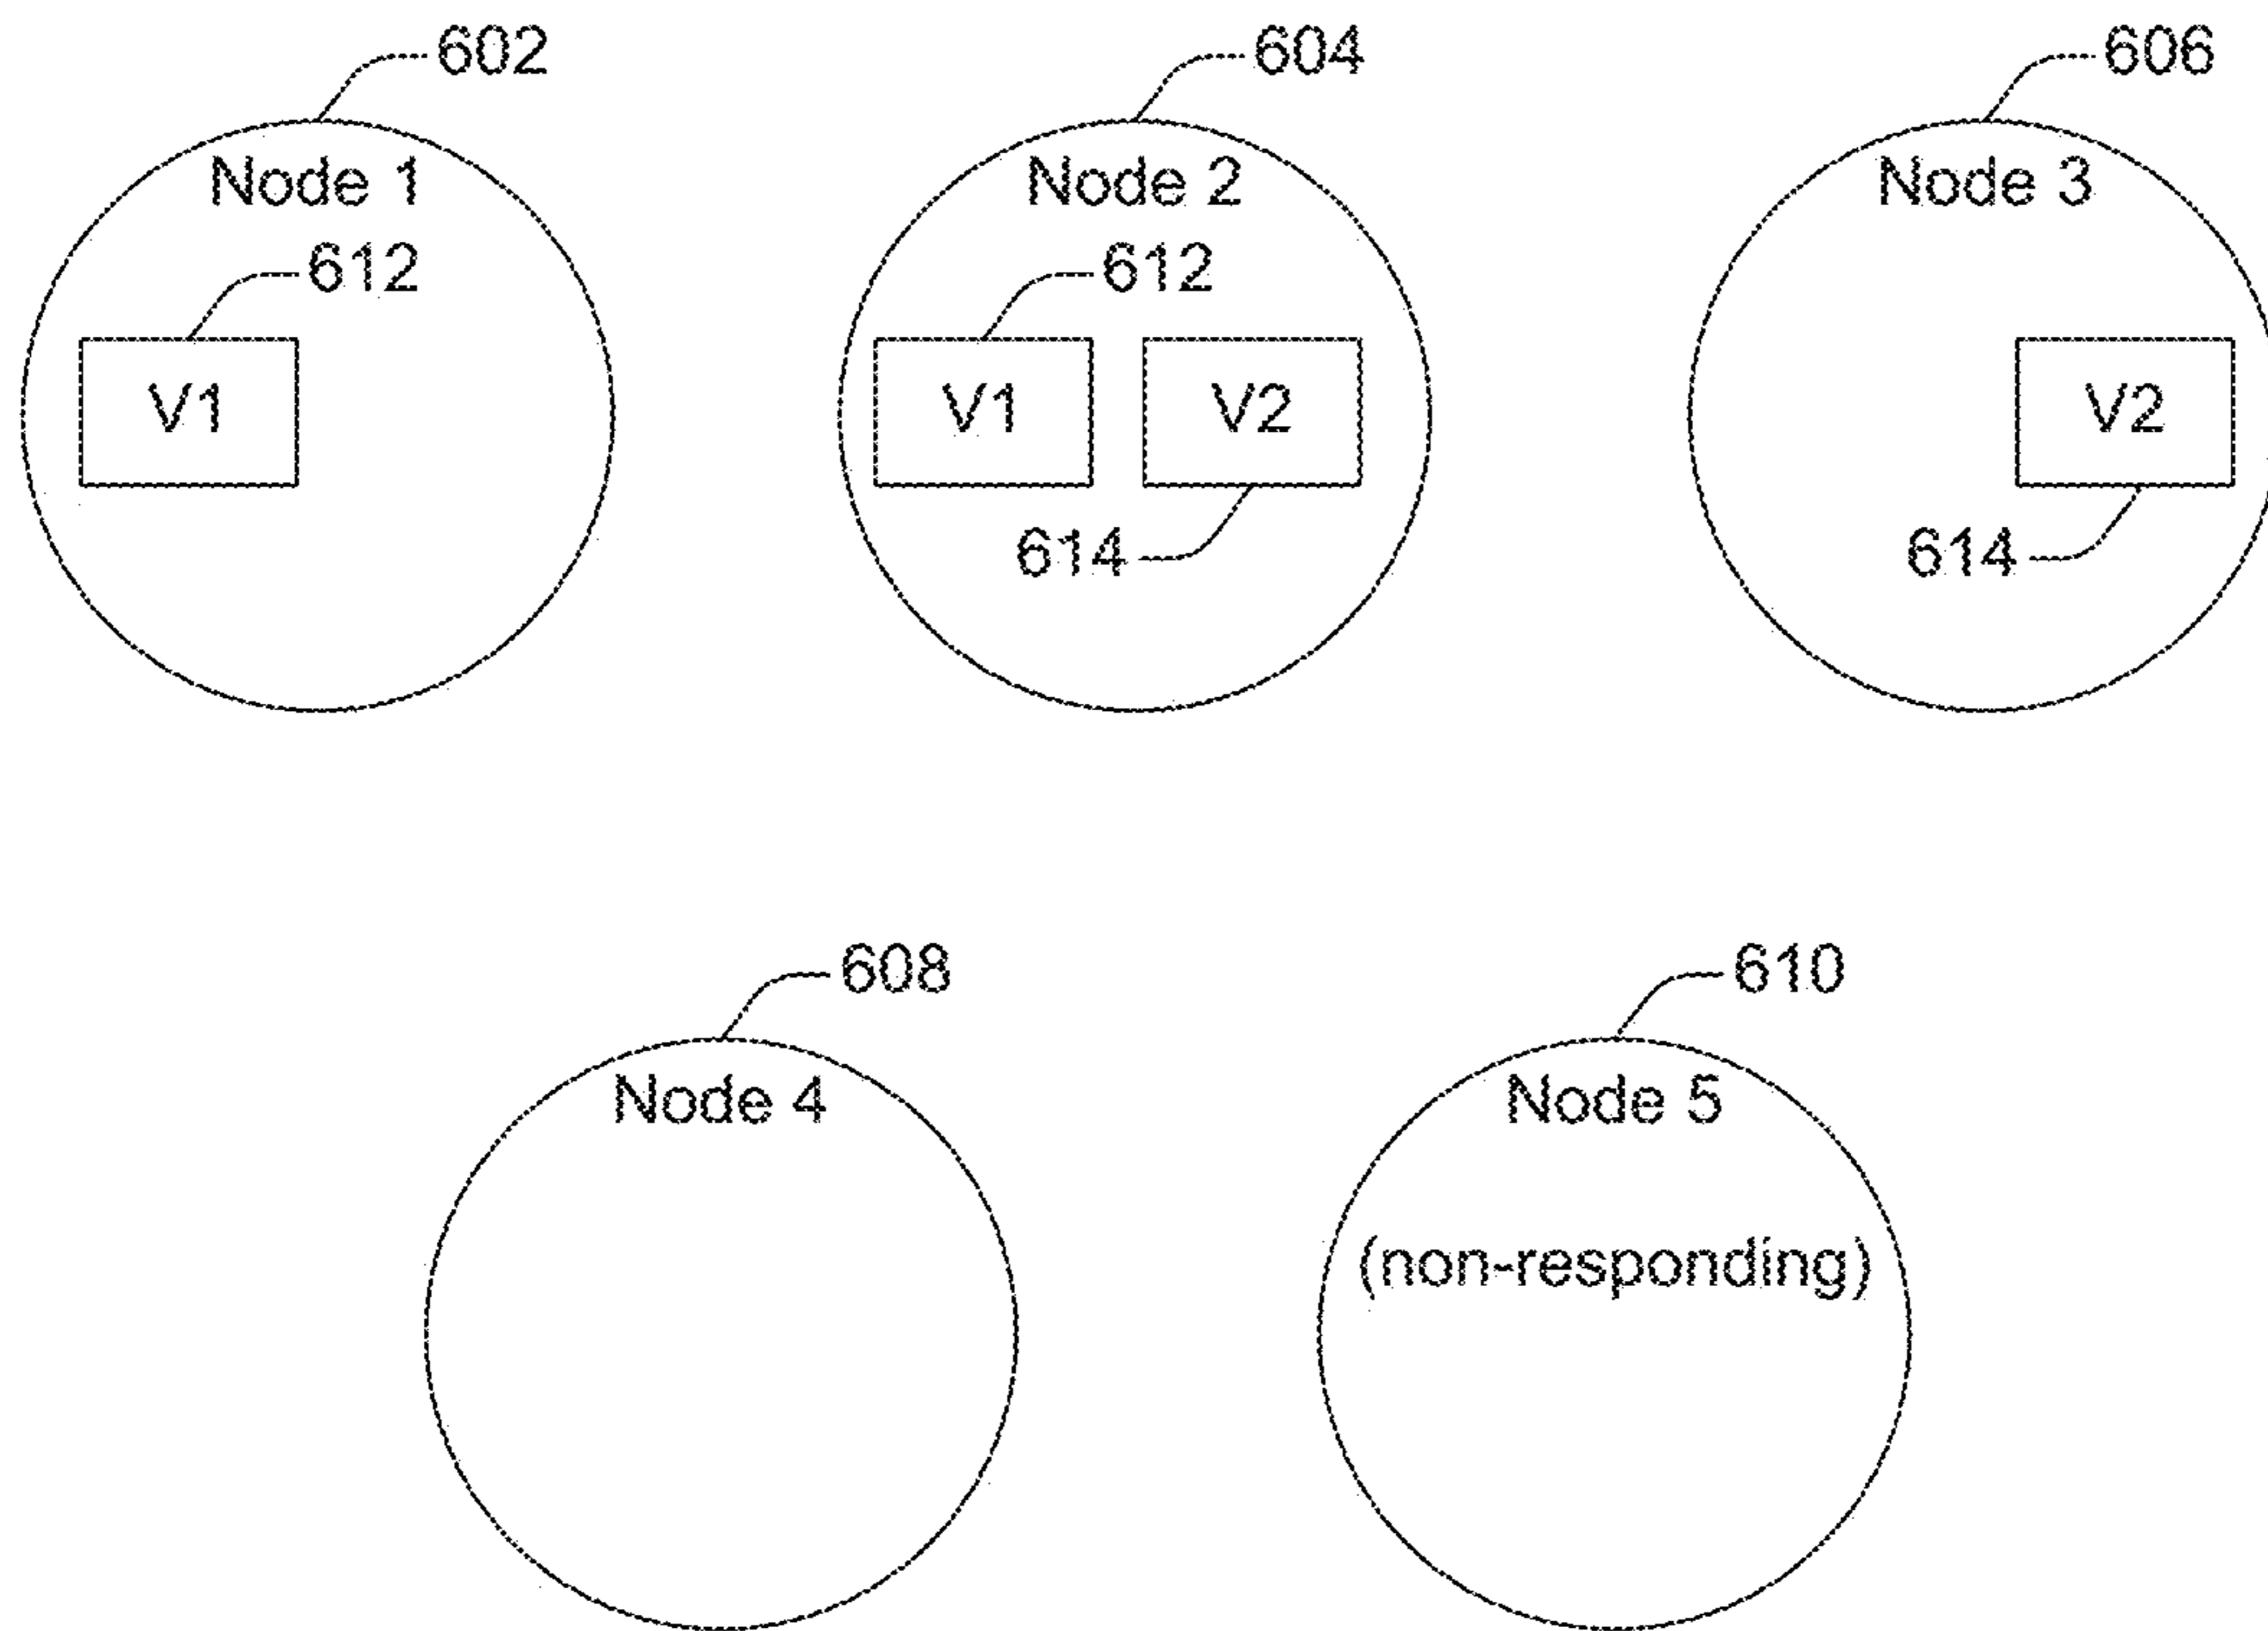 602 604 606
Node 1 Node 2 Node 3
612 612
V1 V1 V2 V2
614 614
608 610
Node 4 Node 5
(non-responding)